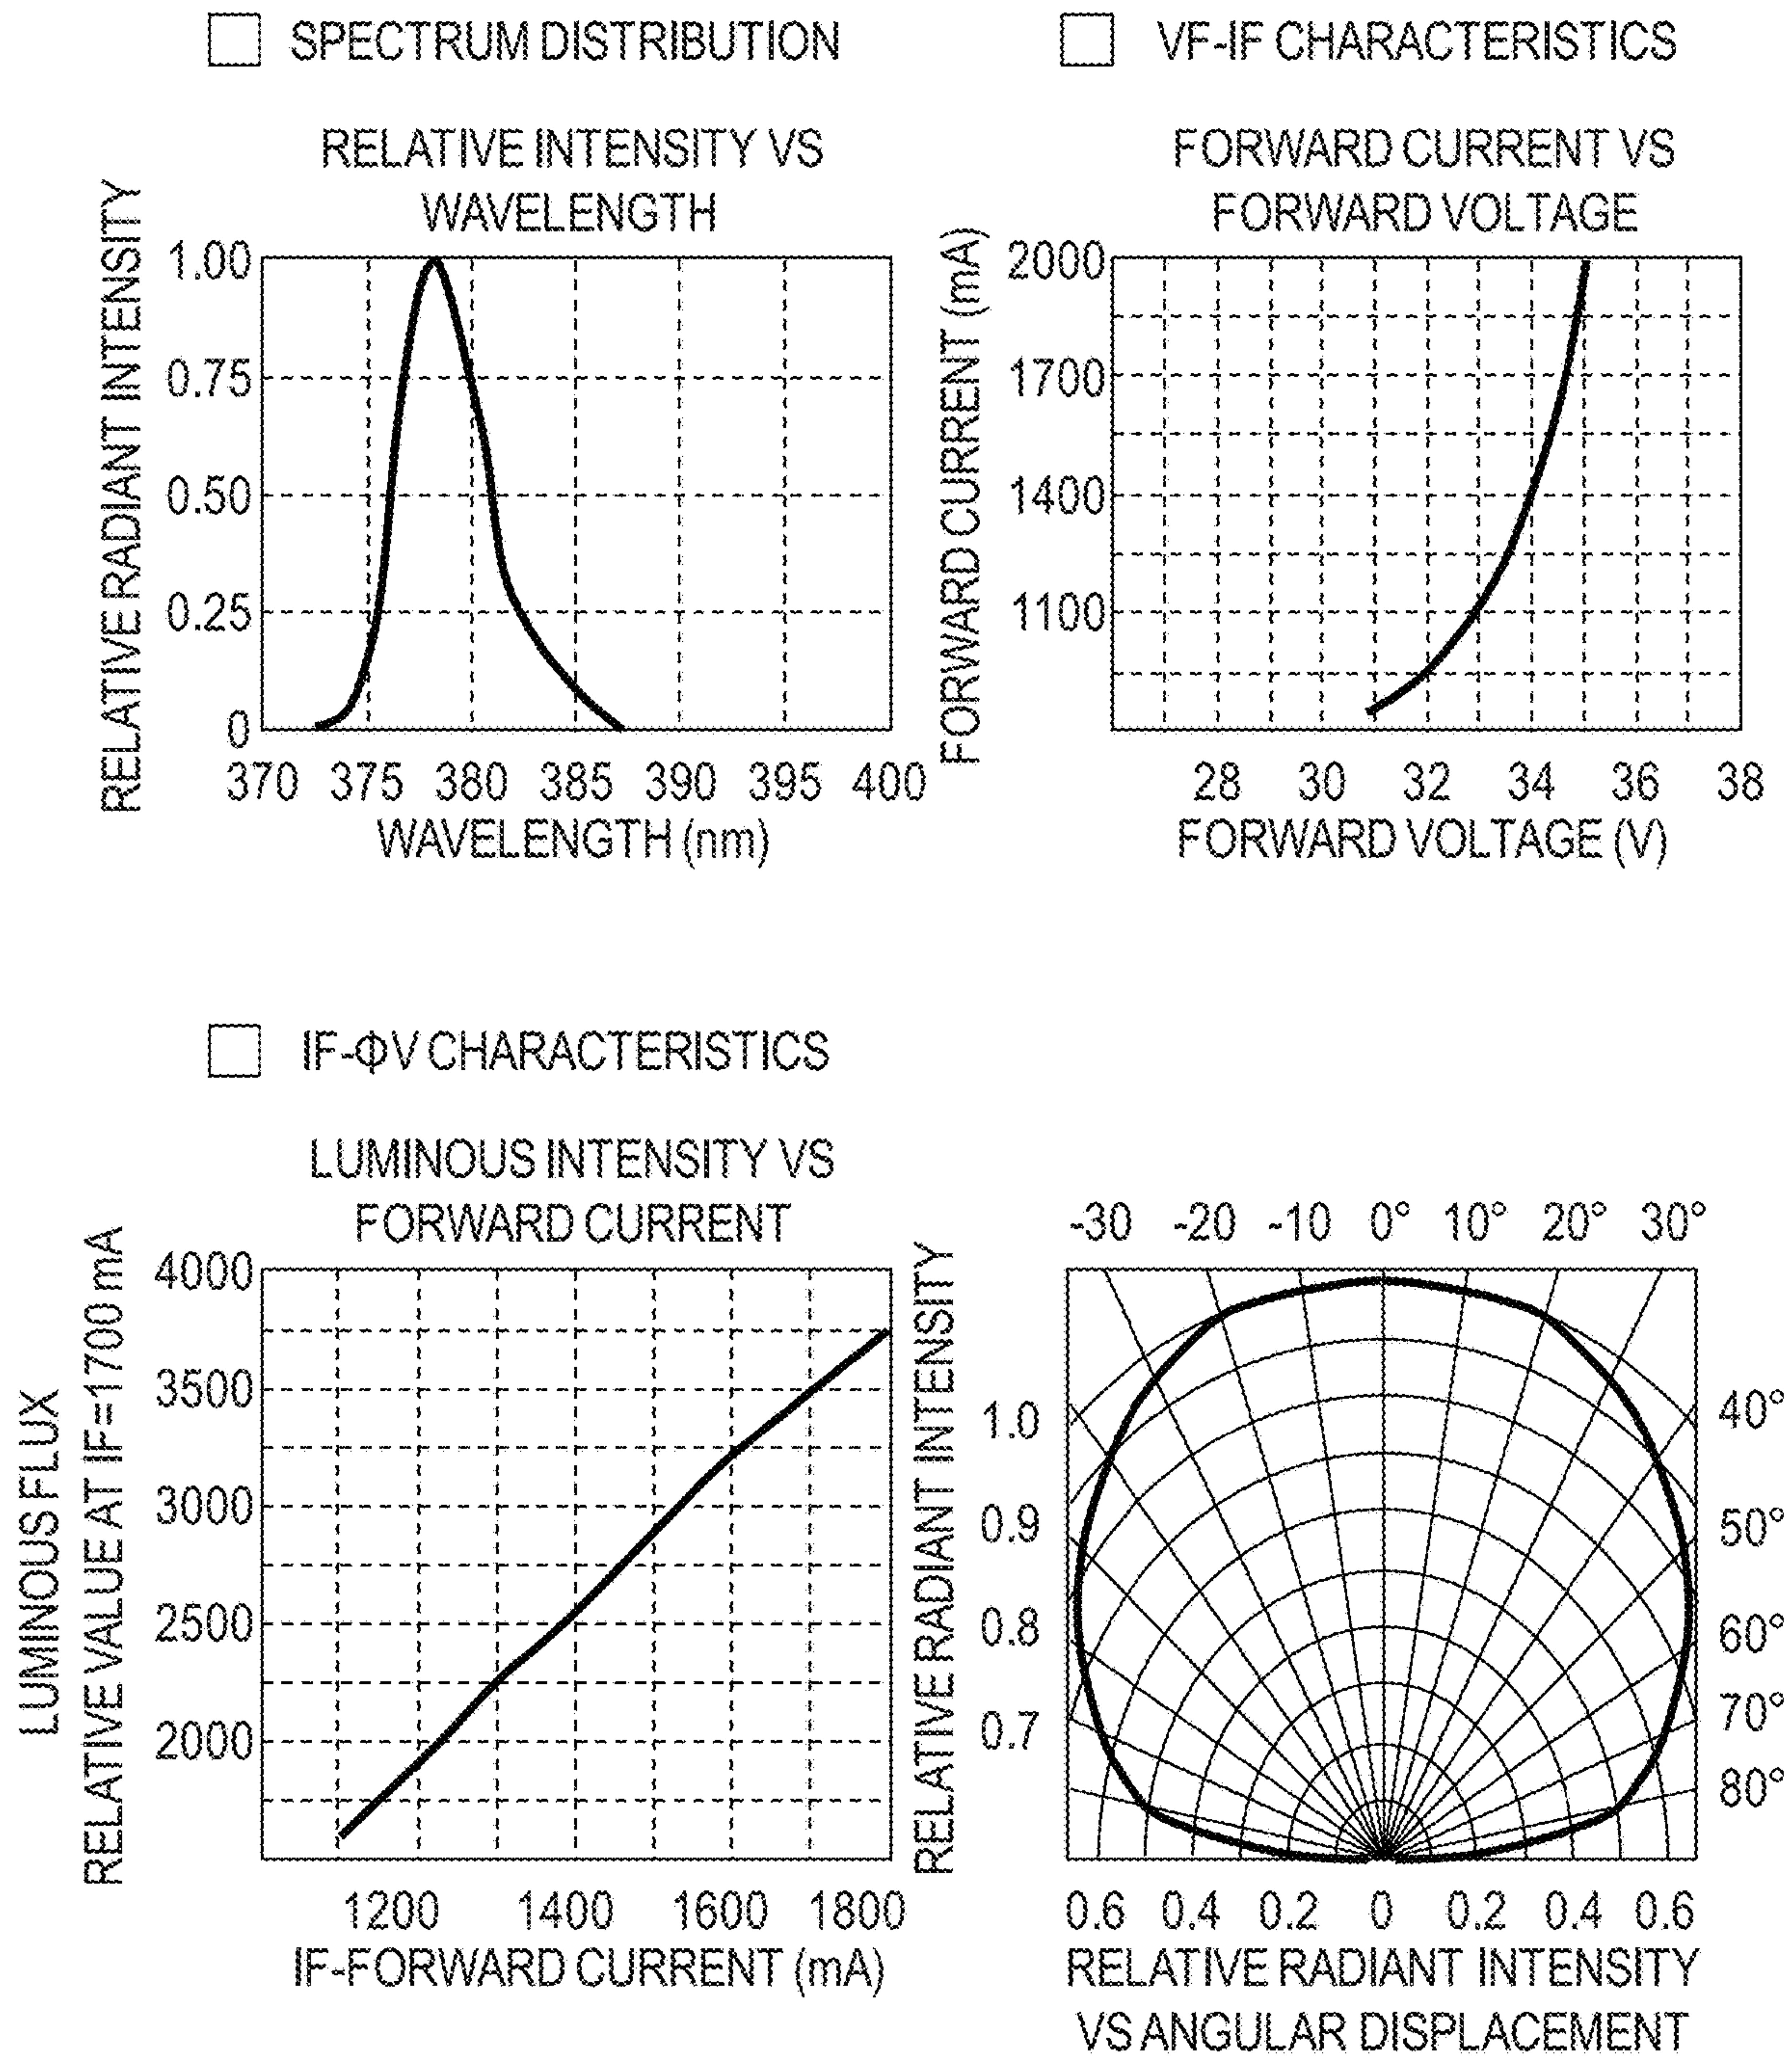 SPECTRUM DISTRIBUTION
RELATIVE INTENSITY VS
WAVELENGTH
RELATIVE RADIANT INTENSITY
1.00
0.75
0.50
0.25
0
370 375 380 385 390 395 400
WAVELENGTH (nm)
VF-IF CHARACTERISTICS
FORWARD CURRENT VS
FORWARD VOLTAGE
FORWARD CURRENT (mA)
2000
1700
1400
1100
28 30 32 34 36 38
FORWARD VOLTAGE (V)
IF-ΦV CHARACTERISTICS
LUMINOUS INTENSITY VS
FORWARD CURRENT
LUMINOUS FLUX
RELATIVE VALUE AT IF=1700 mA
4000
3500
3000
2500
2000
1200 1400 1600 1800
IF-FORWARD CURRENT (mA)
-30 -20 -10 0° 10° 20° 30°
RELATIVE RADIANT INTENSITY
1.0
0.9
0.8
0.7
40°
50°
60°
70°
80°
0.6 0.4 0.2 0 0.2 0.4 0.6
RELATIVE RADIANT INTENSITY
VS ANGULAR DISPLACEMENT